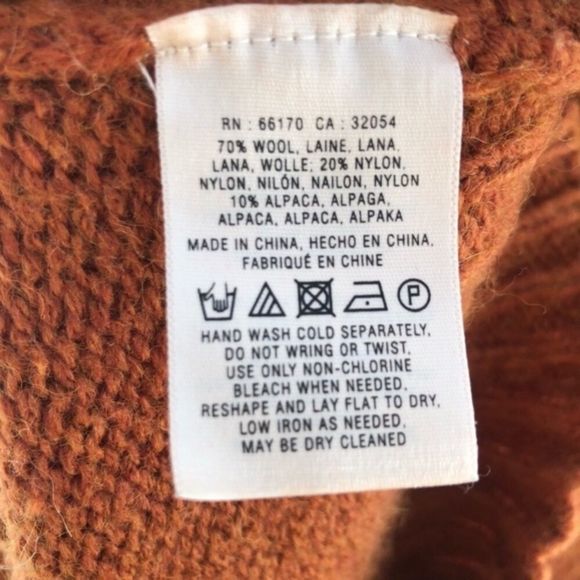 RN : 66170 CA : 32054
70% WOOL, LAINE, LANA,
LANA, WOLLE; 20% NYLON,
NYLON, NILÓN, NAILON, NYLON
10% ALPACA, ALPAGA,
ALPACA, ALPACA, ALPAKA
MADE IN CHINA, HECHO EN CHINA,
FABRIQUÉ EN CHINE
P
HAND WASH COLD SEPARATELY,
DO NOT WRING OR TWIST,
USE ONLY NON-CHLORINE
BLEACH WHEN NEEDED,
RESHAPE AND LAY FLAT TO DRY,
LOW IRON AS NEEDED,
MAY BE DRY CLEANED